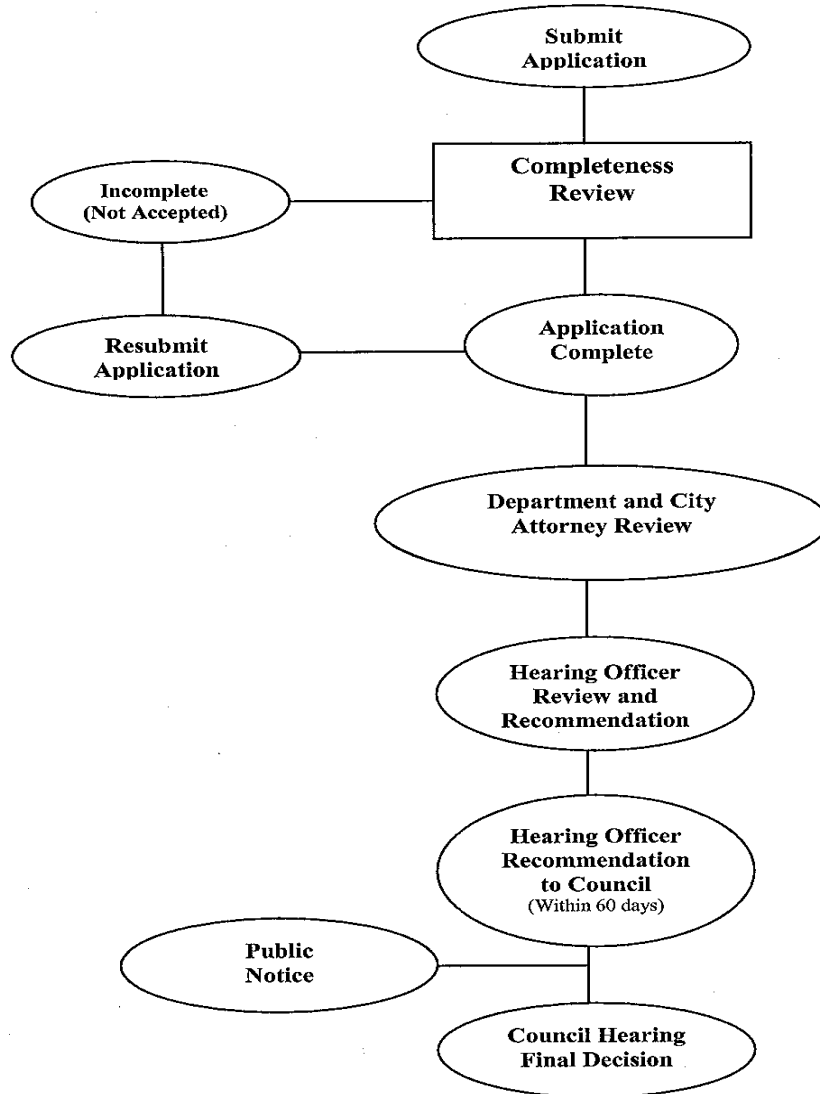 Submit
Application
Completeness
Review
Incomplete
(Not Accepted)
Resubmit
Application
Application
Complete
Department and City
Attorney Review
Hearing Officer
Review and
Recommendation
Hearing Officer
Recommendation
to Council
(Within 60 days)
Public
Notice
Council Hearing
Final Decision